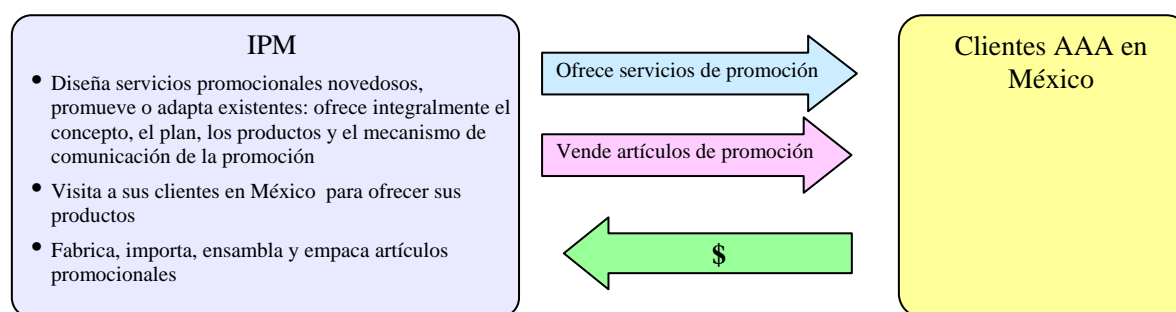 IPM
• Diseña servicios promocionales novedosos,
promueve o adapta existentes: ofrece integralmente el
concepto, el plan, los productos y el mecanismo de
comunicación de la promoción
• Visita a sus clientes en México para ofrecer sus
productos
• Fabrica, importa, ensambla y empaca artículos
promocionales
Ofrece servicios de promoción
Vende artículos de promoción
$
Clientes AAA en
México